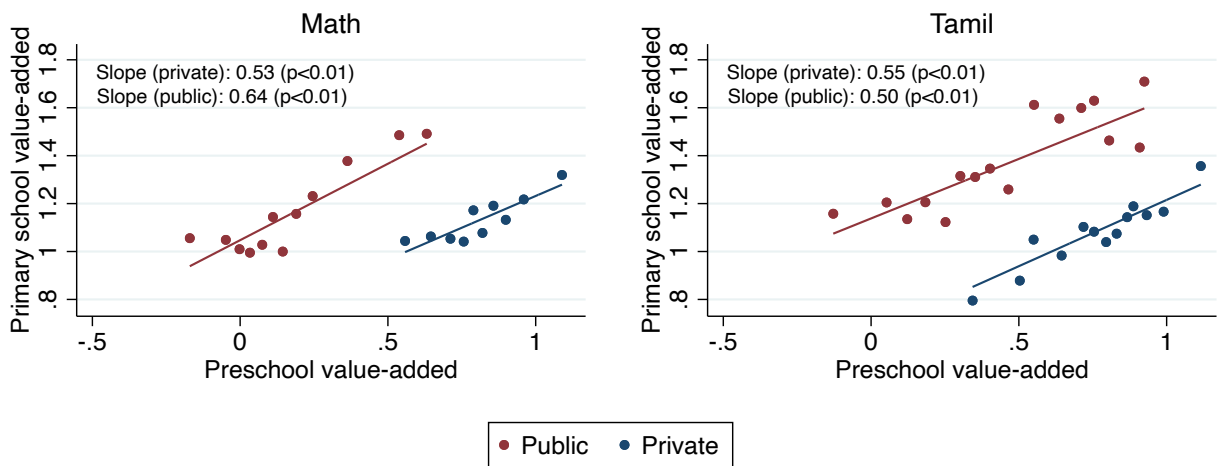 Math
Slope (private): 0.53 (p<0.01)
Slope (public): 0.64 (p<0.01)
Primary school value-added
1.8
1.6
1.4
1.2
1
.8
-.5
0
.5
1
Preschool value-added
Tamil
Slope (private): 0.55 (p<0.01)
Slope (public): 0.50 (p<0.01)
Primary school value-added
1.8
1.6
1.4
1.2
1
.8
-.5
0
.5
1
Preschool value-added
Public
Private